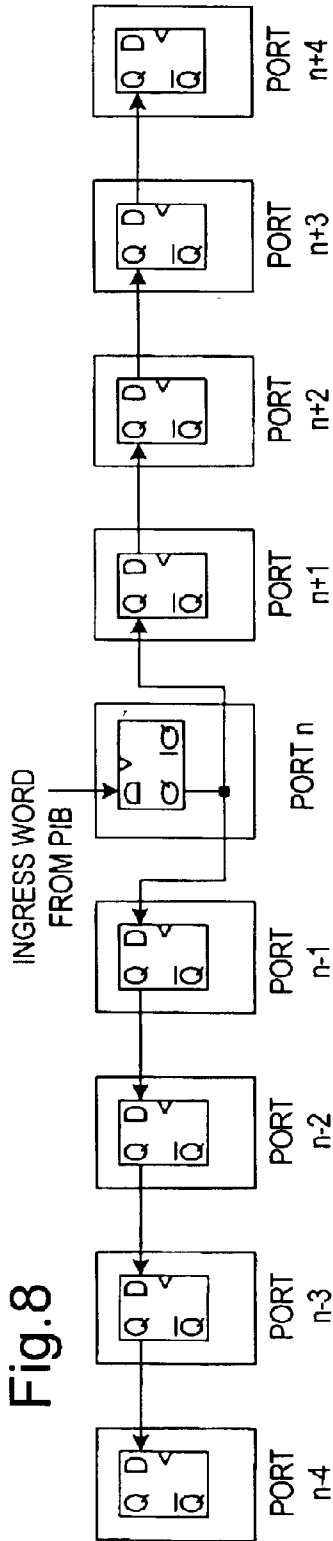 Fig.8
INGRESS WORD
FROM PIB
Q D
Q
PORT
n-4
Q D
Q
PORT
n-3
Q D
Q
PORT
n-2
Q D
Q
PORT
n-1
D
Q Q
PORT n
Q D
Q
PORT
n+1
Q D
Q
PORT
n+2
Q D
Q
PORT
n+3
Q D
Q
PORT
n+4